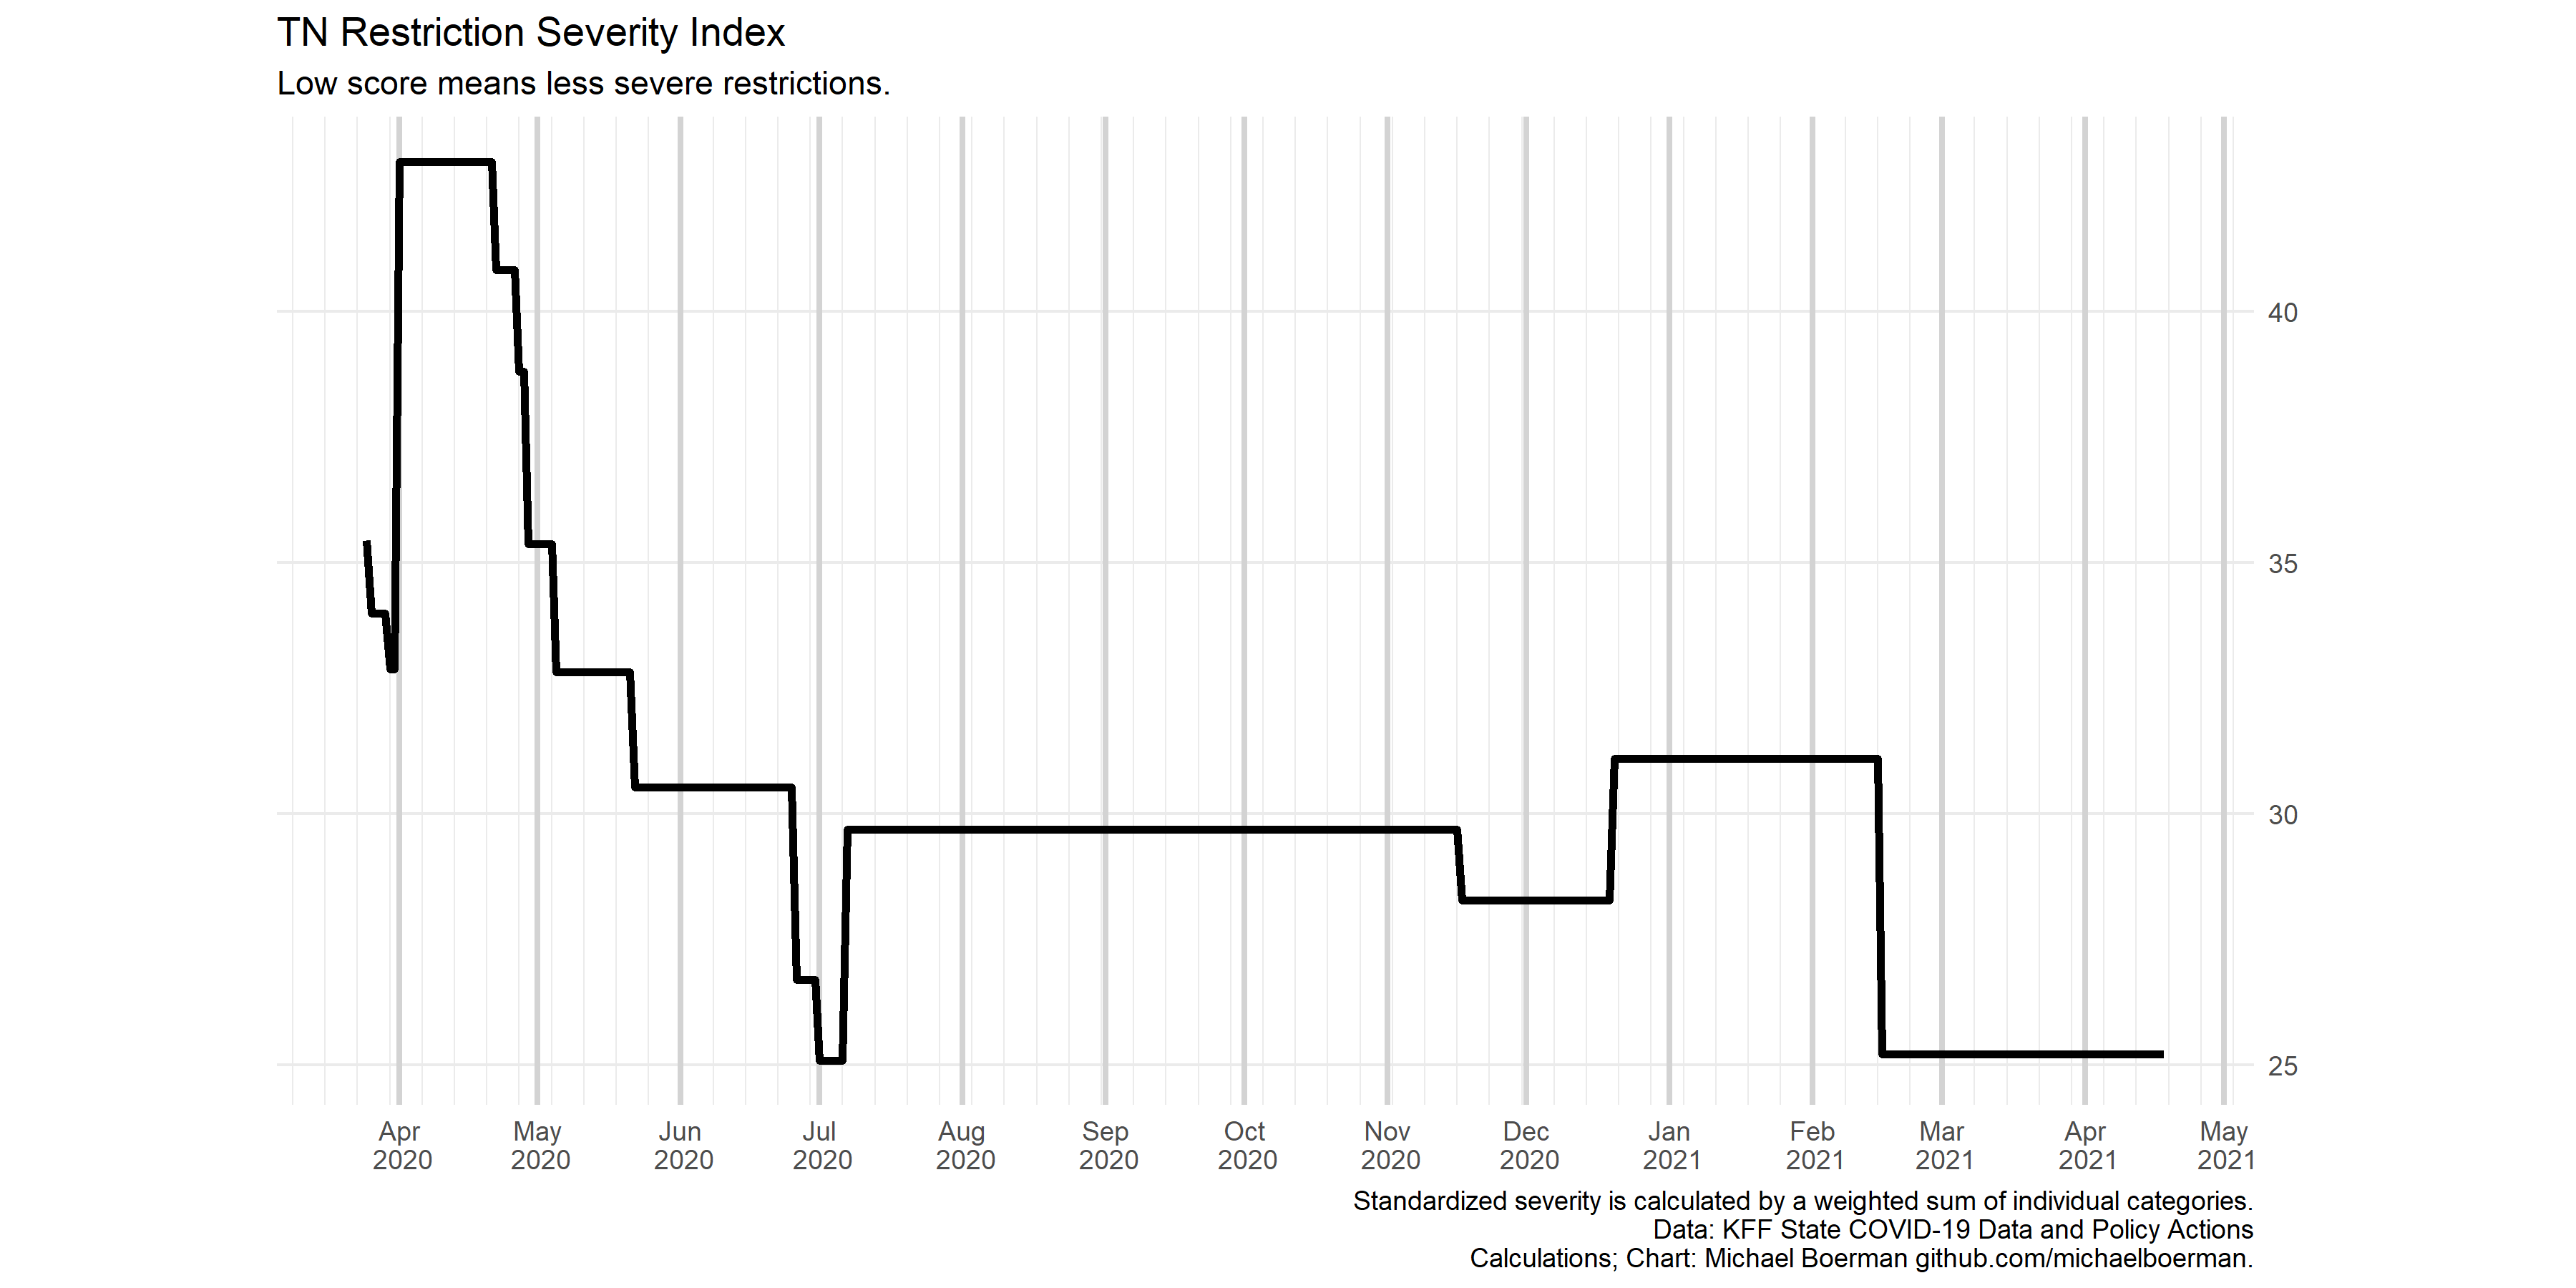 TN Restriction Severity Index
Low score means less severe restrictions.
40
35
30
25
Apr May Jun Jul Aug Sep Oct Nov Dec Jan Feb Mar Apr May
2020 2020 2020 2020 2020 2020 2020 2020 2020 2021 2021 2021 2021 2021
Standardized severity is calculated by a weighted sum of individual categories.
Data: KFF State COVID-19 Data and Policy Actions
Calculations; Chart: Michael Boerman github.com/michaelboerman.